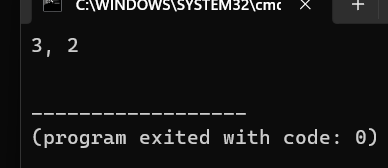 C:\WINDOWS\SYSTEM32\cmd
3, 2
------------------
(program exited with code: 0)